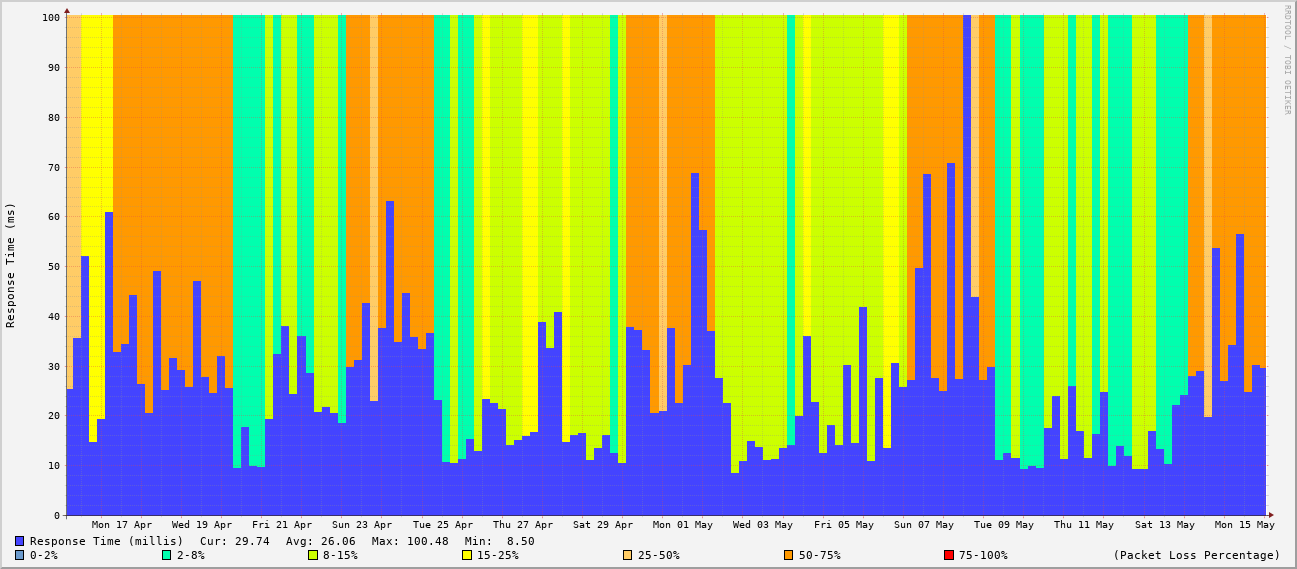 100
90
80
70
60
50
40
30
20
10
0
Response Time (ms)
RRDTOOL / TOBI OETIKER
Mon 17 Apr Wed 19 Apr Fri 21 Apr Sun 23 Apr Tue 25 Apr Thu 27 Apr Sat 29 Apr Mon 01 May Wed 03 May Fri 05 May Sun 07 May Tue 09 May Thu 11 May Sat 13 May Mon 15 May
Response Time (millis) Cur: 29.74 Avg: 26.06 Max: 100.48 Min: 8.50
0-2% 2-8% 8-15% 15-25% 25-50% 50-75% 75-100% (Packet Loss Percentage)